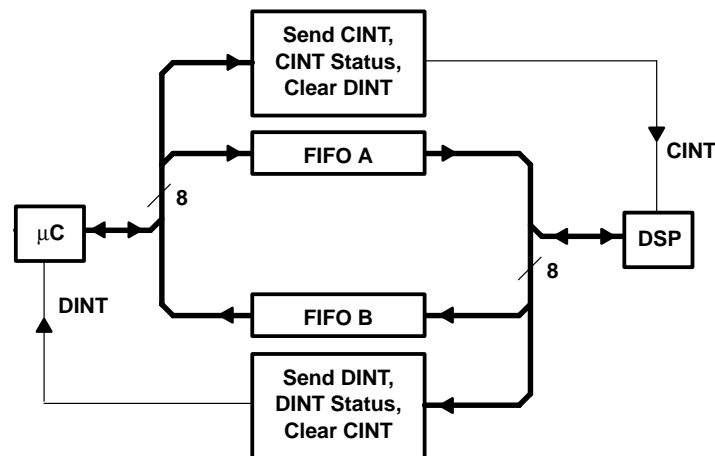 Send CINT,
CINT Status,
Clear DINT
FIFO A
CINT
8
μC
DSP
8
DINT
FIFO B
Send DINT,
DINT Status,
Clear CINT